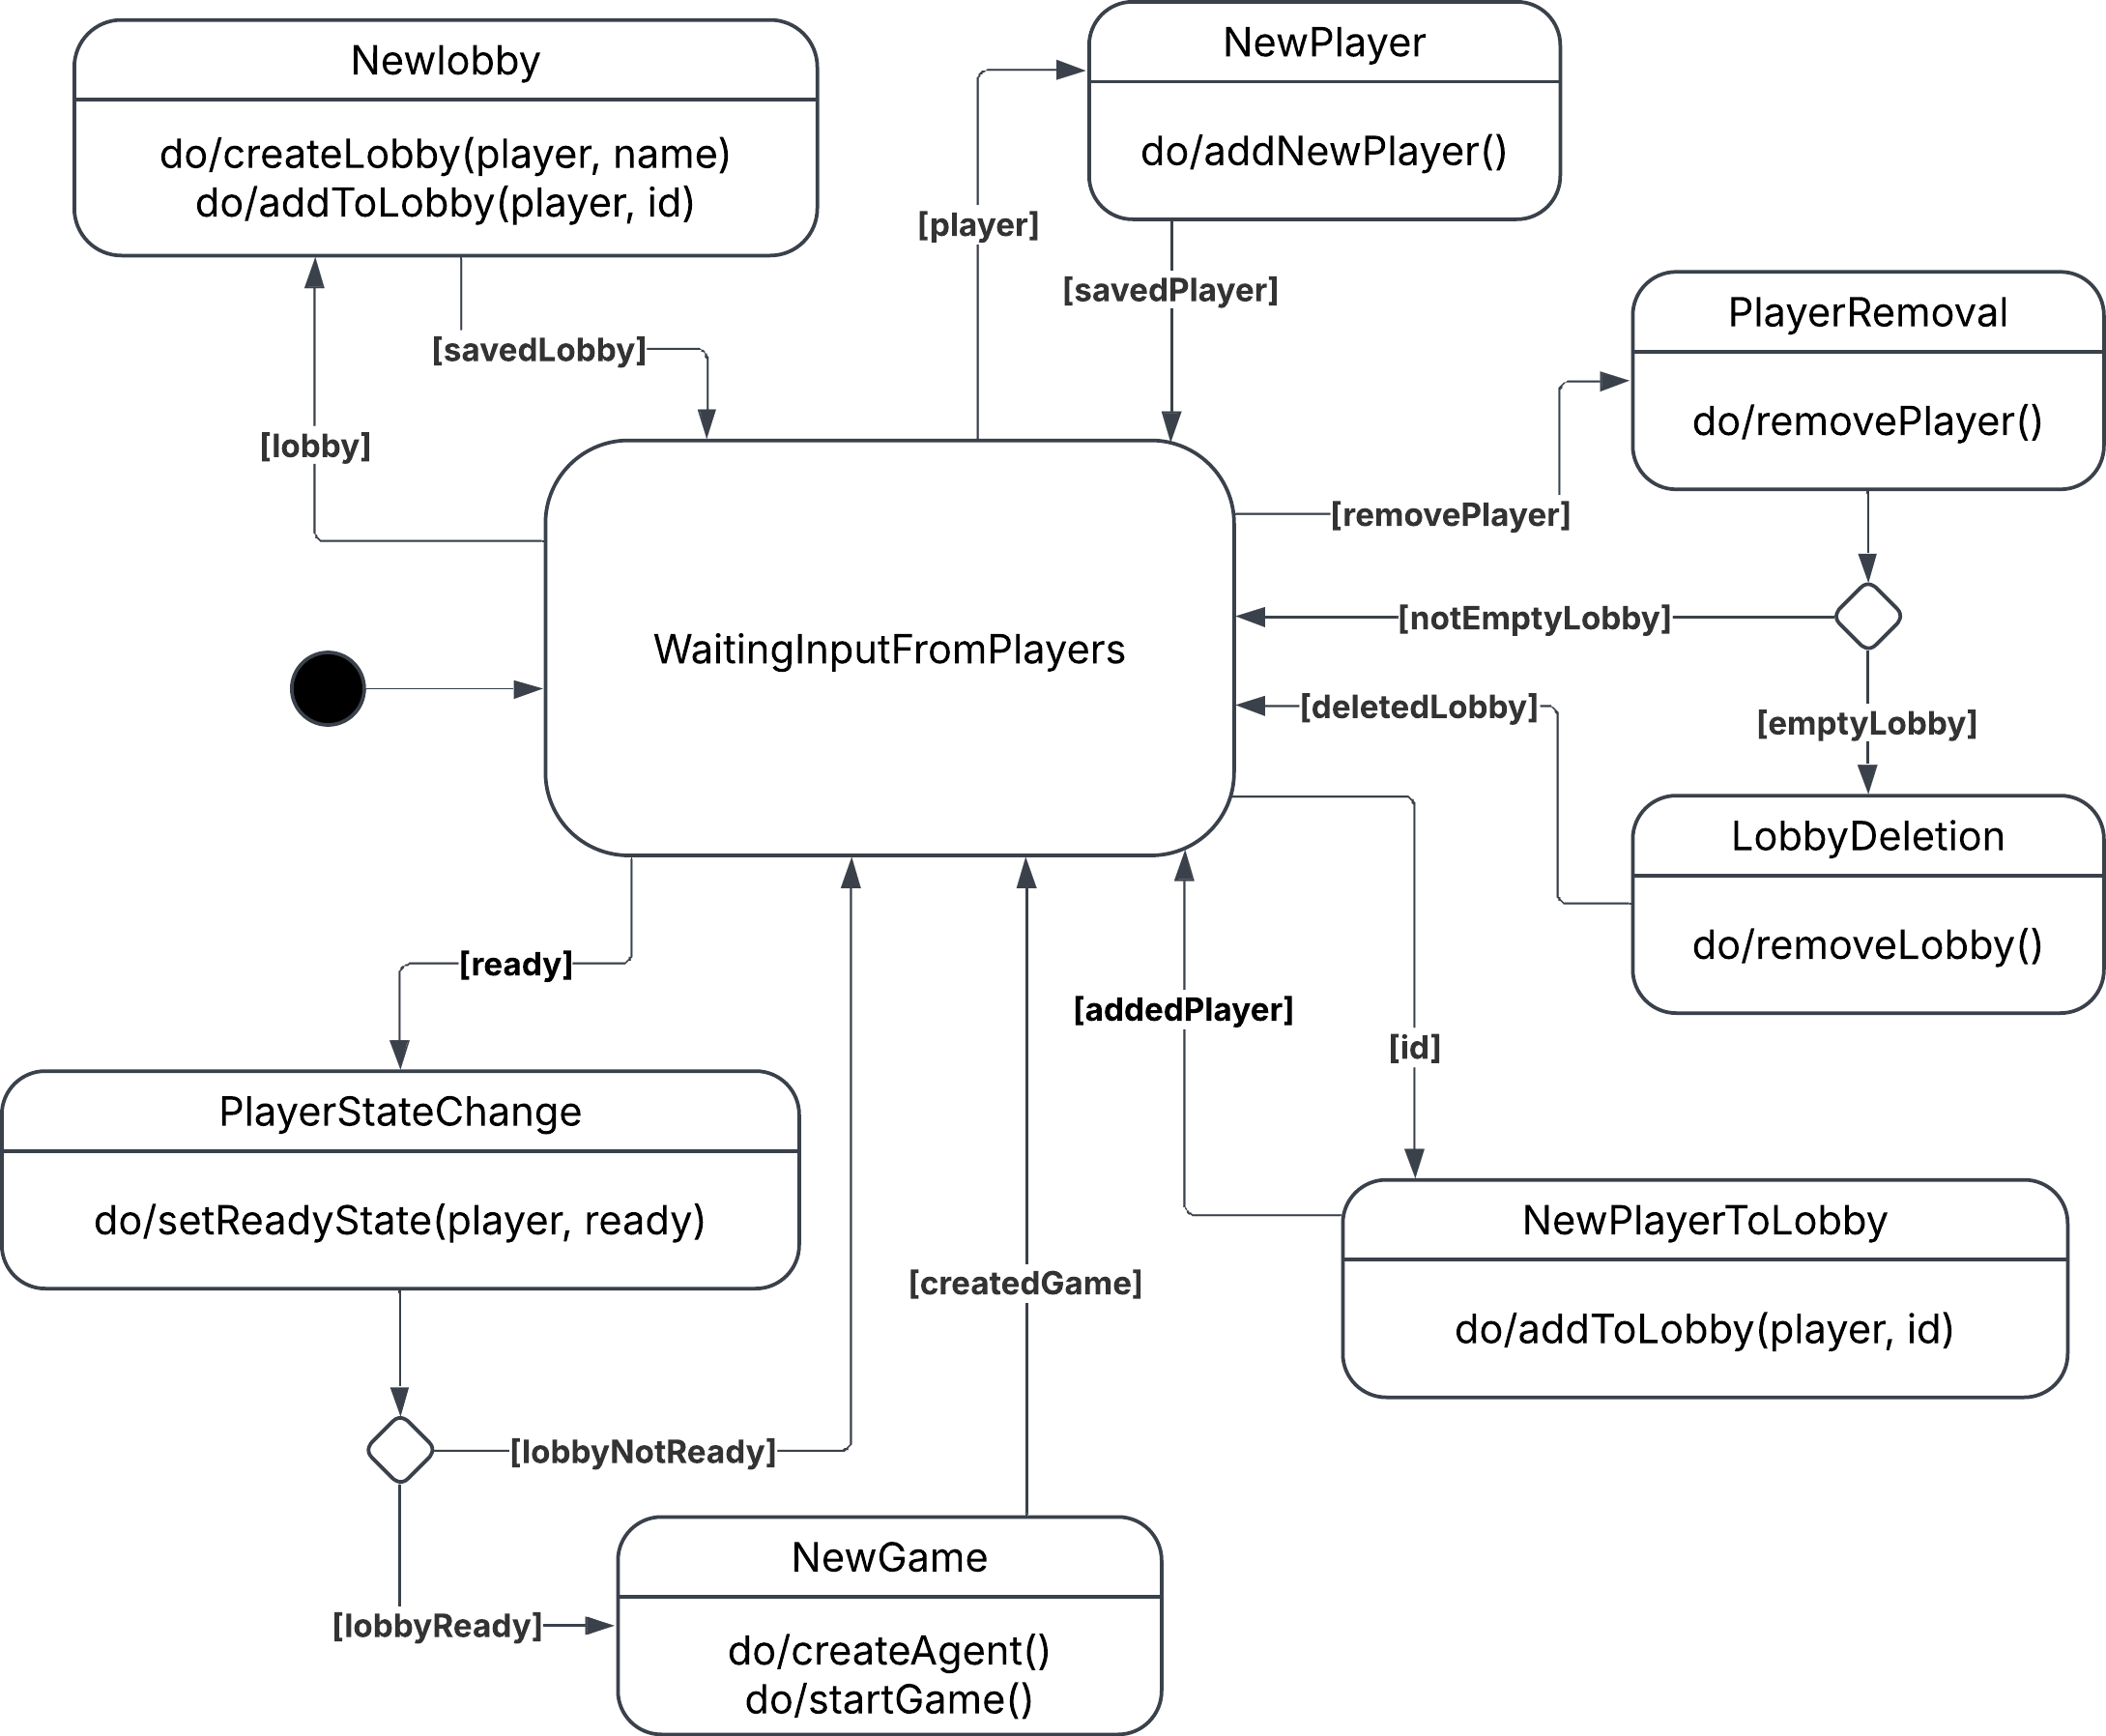 Newlobby
do/createLobby(player, name)
do/addToLobby(player, id)
NewPlayer
do/addNewPlayer()
[player]
[savedPlayer]
[savedLobby]
[lobby]
PlayerRemoval
do/removePlayer()
[removePlayer]
[notEmptyLobby]
WaitingInputFromPlayers
[deletedLobby]
[emptyLobby]
LobbyDeletion
do/removeLobby()
[ready]
[addedPlayer]
[id]
PlayerStateChange
do/setReadyState(player, ready)
NewPlayerToLobby
do/addToLobby(player, id)
[createdGame]
[lobbyNotReady]
[lobbyReady]
NewGame
do/createAgent()
do/startGame()